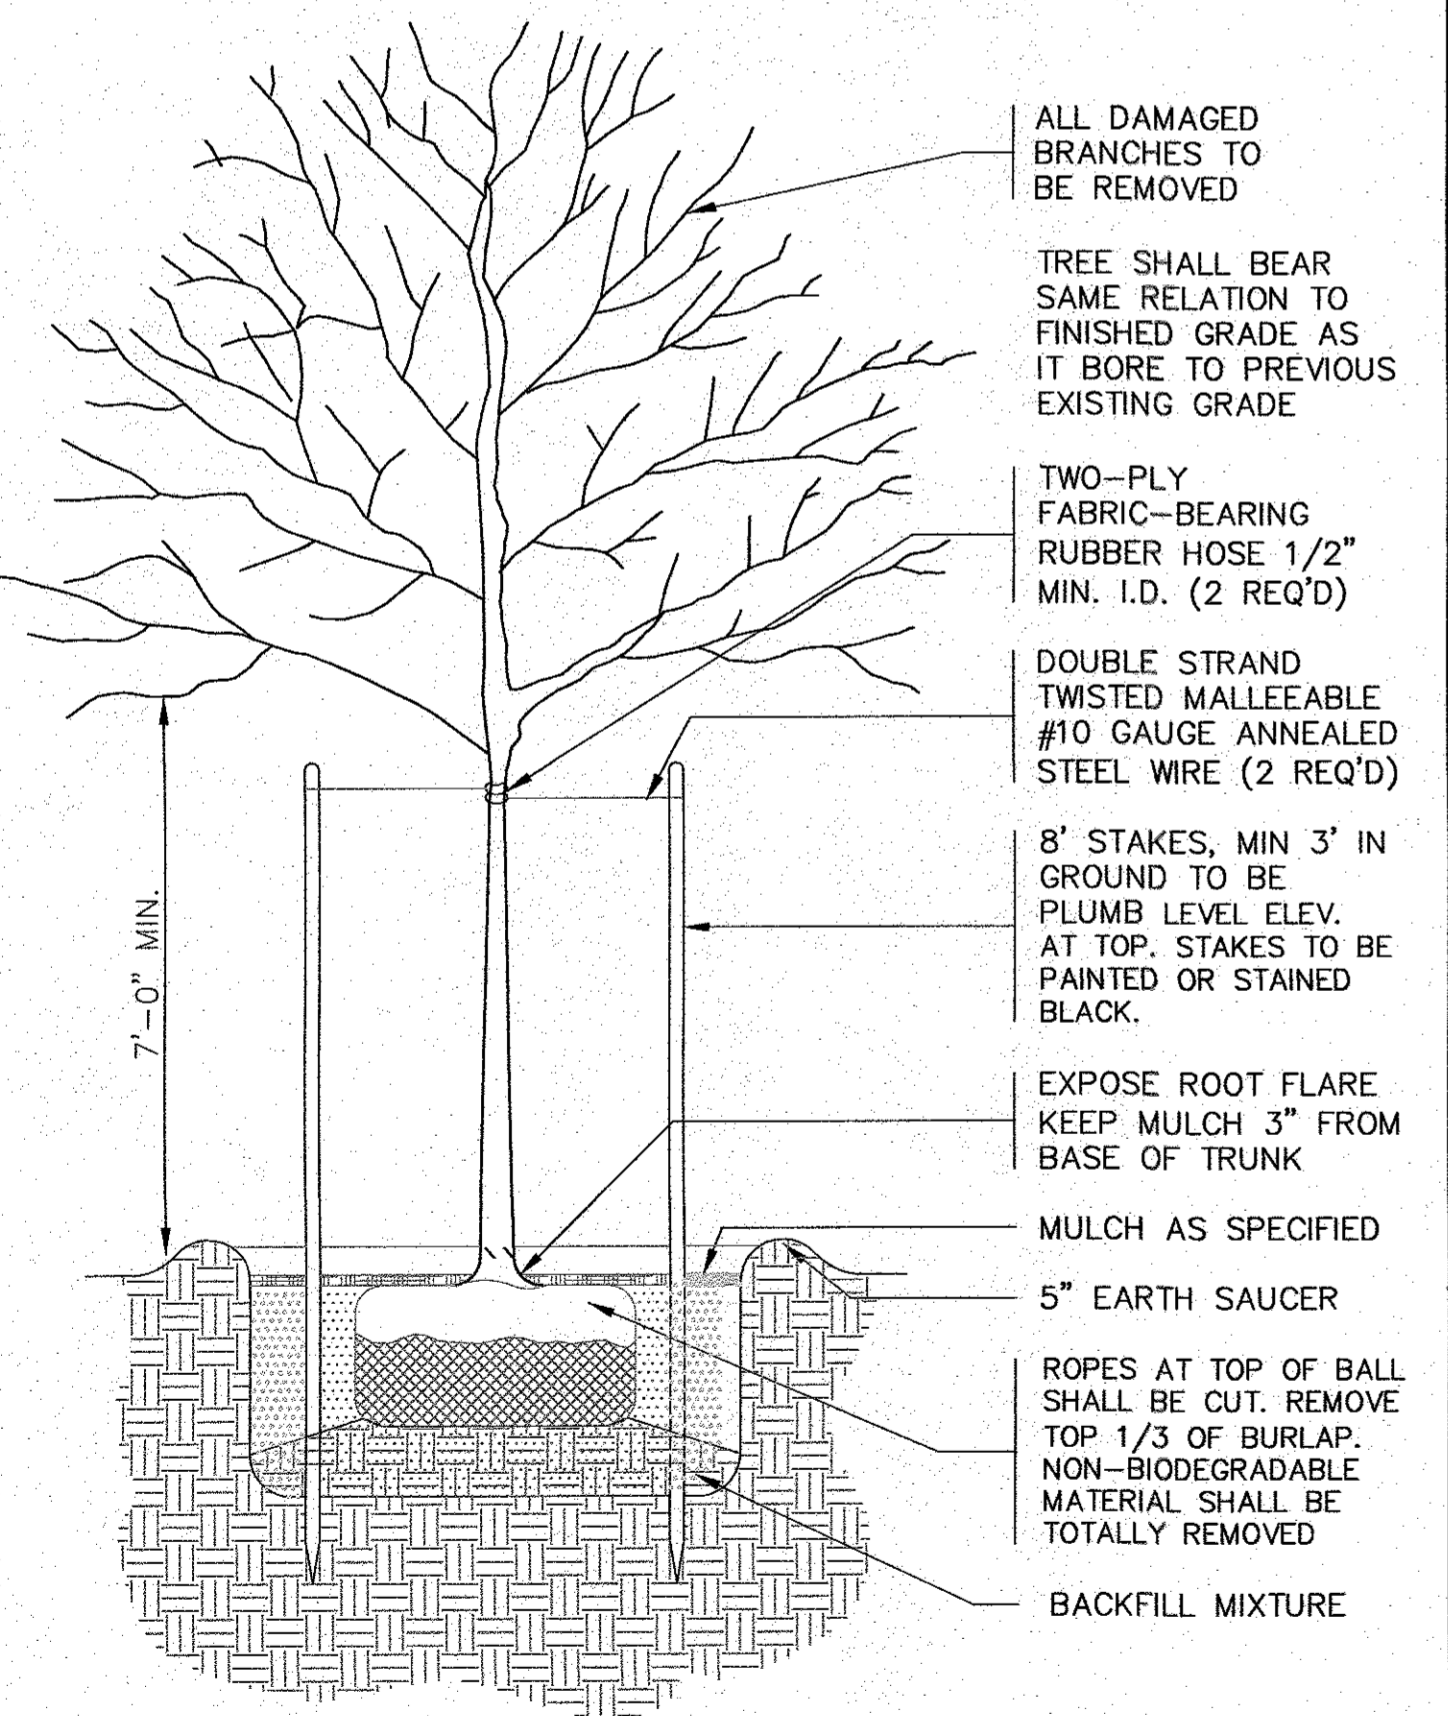 ALL DAMAGED
BRANCHES TO
BE REMOVED
TREE SHALL BEAR
SAME RELATION TO
FINISHED GRADE AS
IT BORE TO PREVIOUS
EXISTING GRADE
TWO-PLY
FABRIC-BEARING
RUBBER HOSE 1/2"
MIN. I.D. (2 REQ'D)
DOUBLE STRAND
TWISTED MALLEEABLE
#10 GAUGE ANNEALED
STEEL WIRE (2 REQ'D)
8' STAKES, MIN 3' IN
GROUND TO BE
PLUMB LEVEL ELEV.
AT TOP. STAKES TO BE
PAINTED OR STAINED
BLACK.
7'-0" MIN.
EXPOSE ROOT FLARE
KEEP MULCH 3" FROM
BASE OF TRUNK
MULCH AS SPECIFIED
5" EARTH SAUCER
ROPES AT TOP OF BALL
SHALL BE CUT. REMOVE
TOP 1/3 OF BURLAP.
NON-BIODEGRADABLE
MATERIAL SHALL BE
TOTALLY REMOVED
BACKFILL MIXTURE